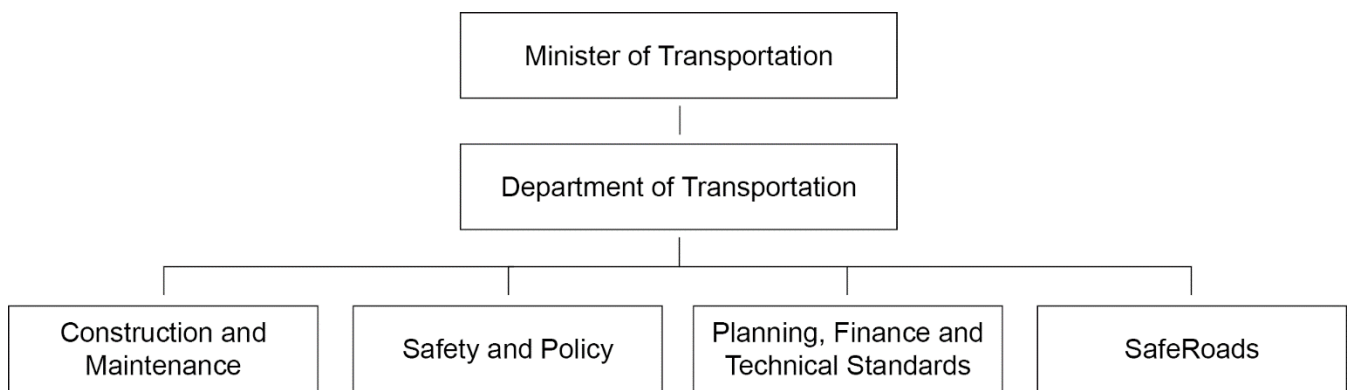 Minister of Transportation
Department of Transportation
Construction and
Maintenance
Safety and Policy
Planning, Finance and
Technical Standards
SafeRoads